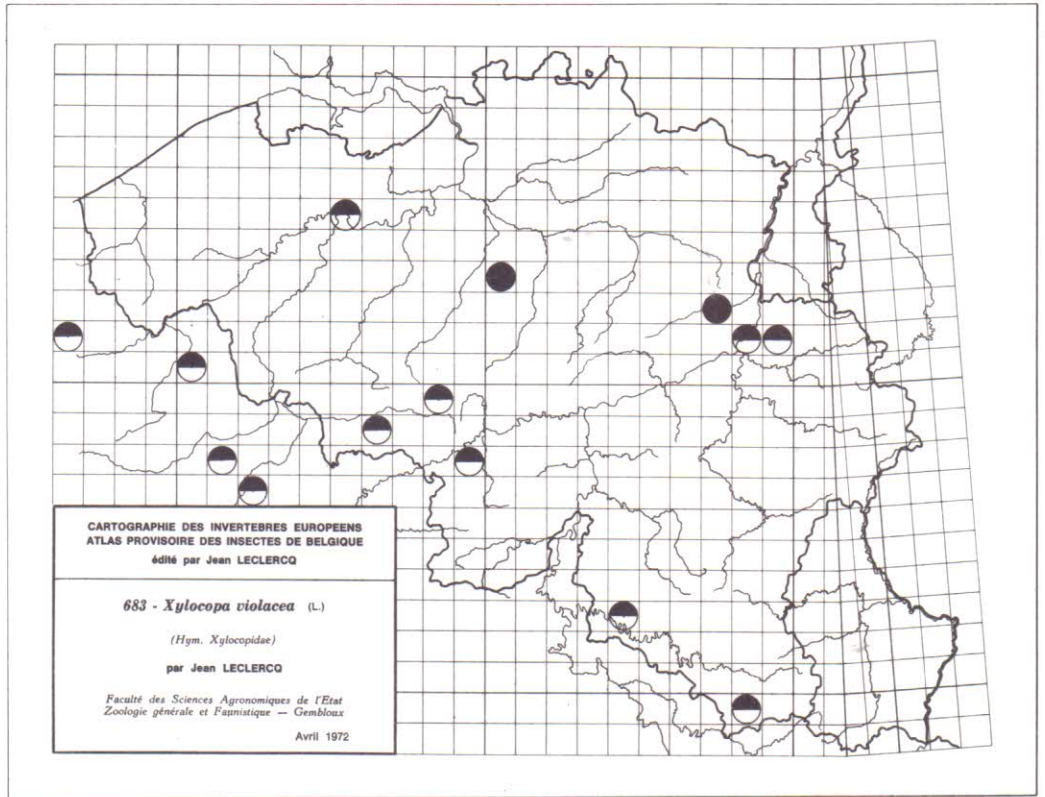 CARTOGRAPHIE DES INVERTEBRES EUROPEENS
ATLAS PROVISOIRE DES INSECTES DE BELGIQUE
édité par Jean LECLERCQ
683 - Xylocopa violacea (L.)
(Hym. Xylocopidae)
par Jean LECLERCQ
Faculté des Sciences Agronomiques de l'Etat
Zoologie générale et Faunistique — Gembloux
Avril 1972